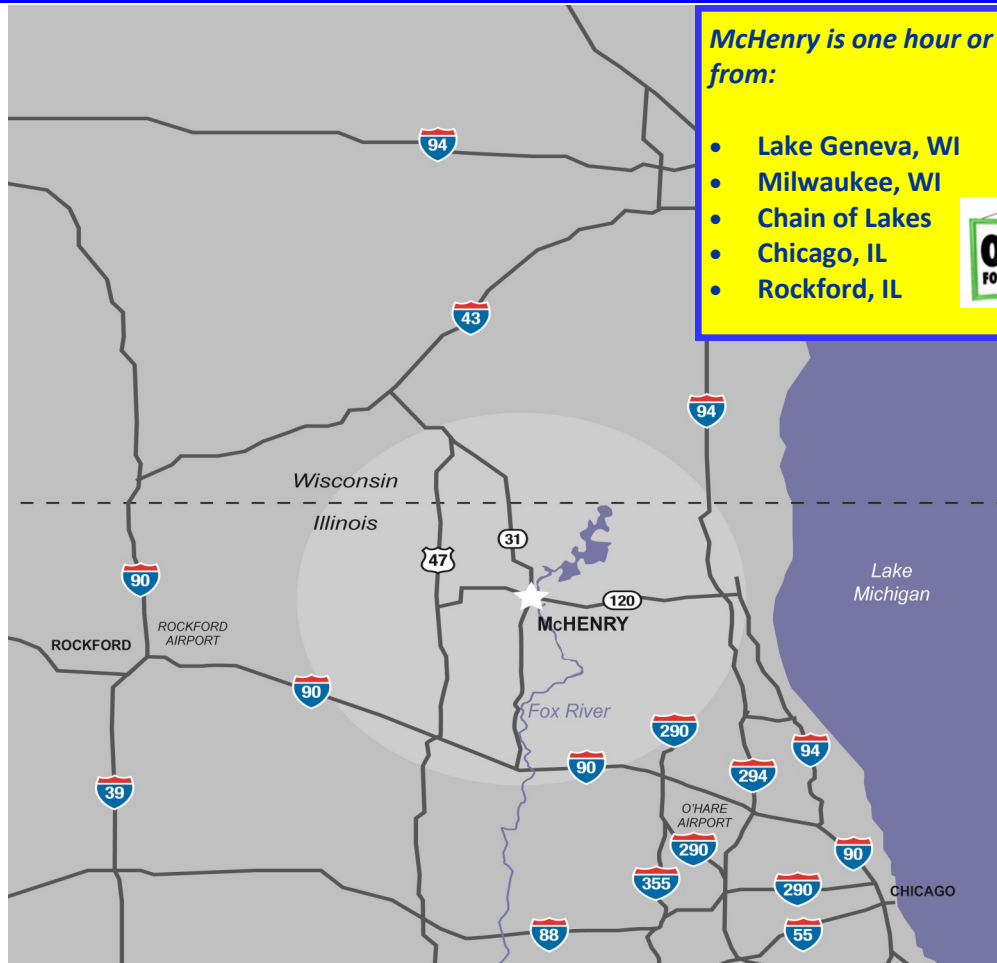 McHenry is one hour or
from:
• Lake Geneva, WI
• Milwaukee, WI
• Chain of Lakes
• Chicago, IL
• Rockford, IL
94
43
94
Wisconsin
Illinois
31
47
90
Lake
Michigan
120
McHENRY
ROCKFORD
ROCKFORD
AIRPORT
90
Fox River
290
94
90
294
39
O'HARE
AIRPORT
290
90
355
290
CHICAGO
88
55